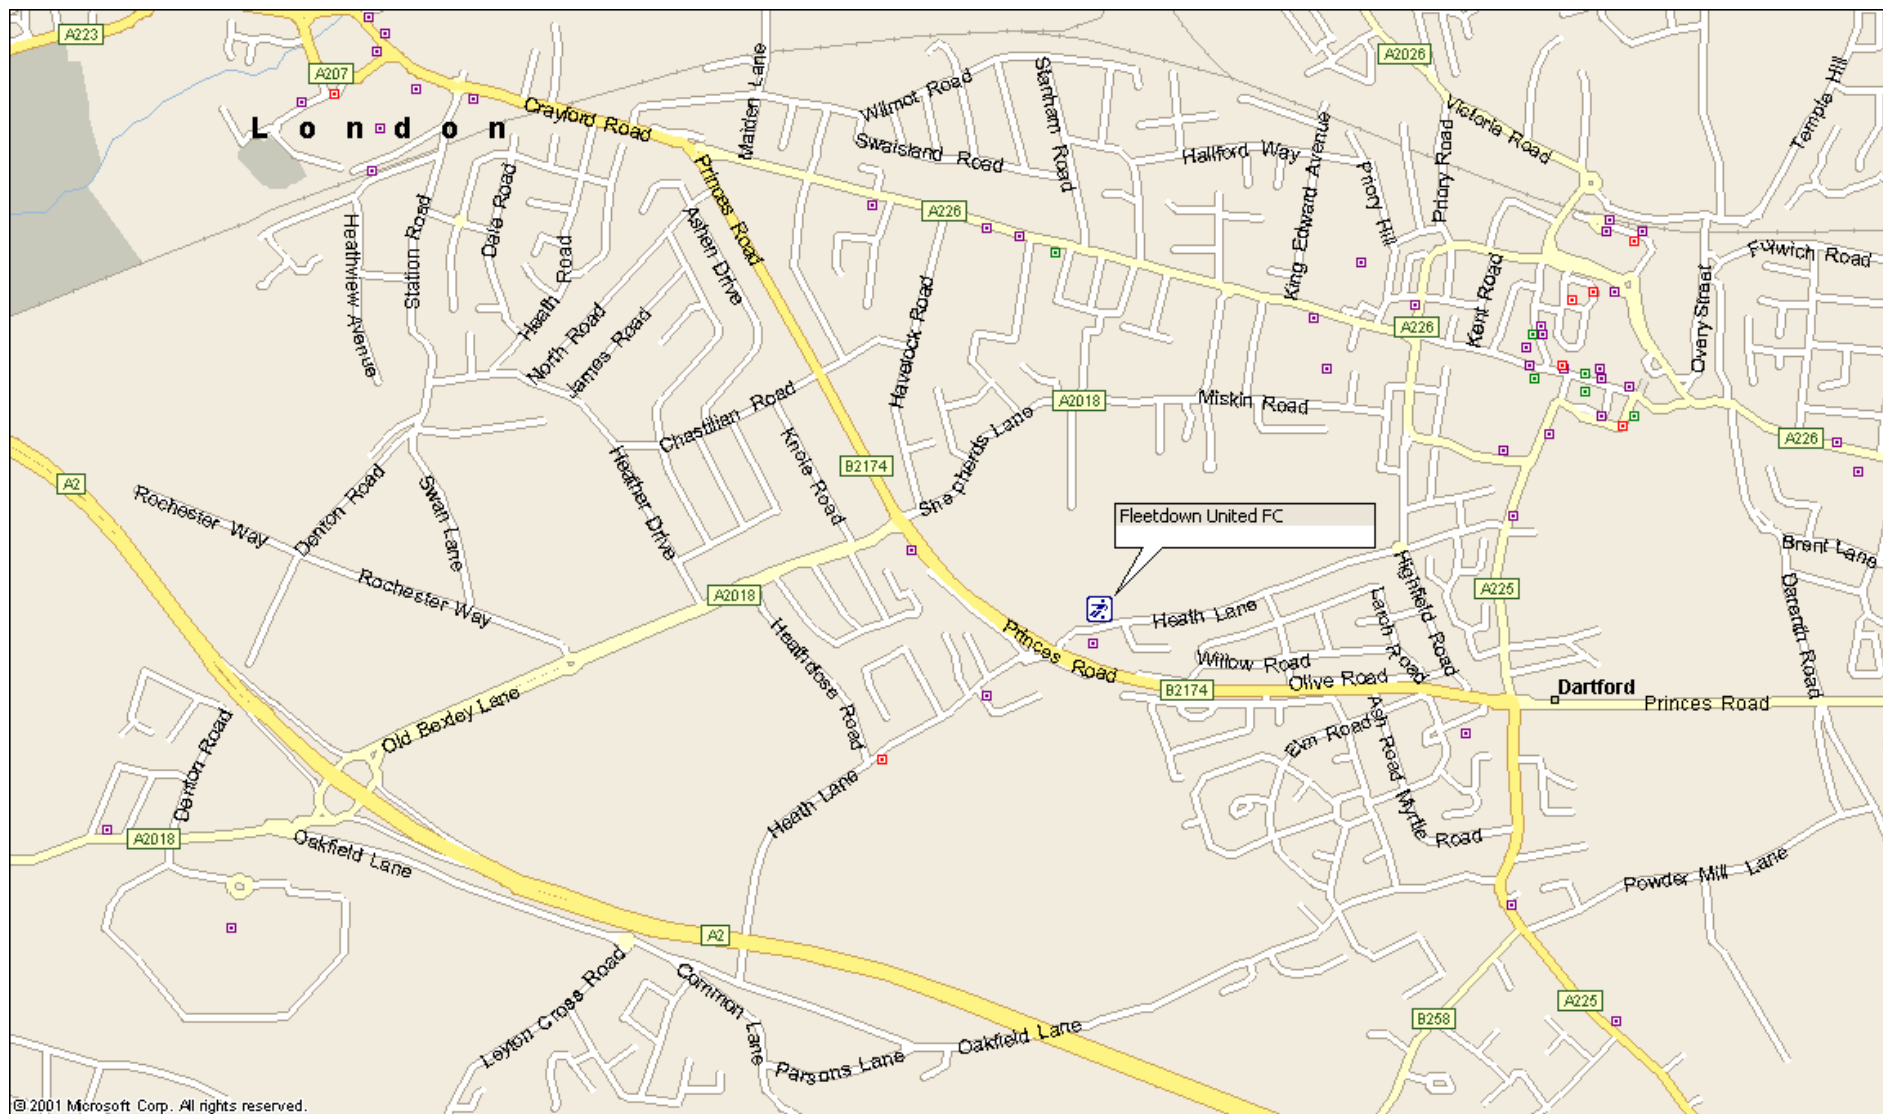 A223
A207
London
Crayford Road
Maiden Lane
Wilmot Road
Swaisland Road
Stanham Road
A2026
Victoria Road
Temple Hill
Hallford Way
King Edward Avenue
Priory Hill
Priory Road
Princes Road
Ashen Drive
A226
Heathview Avenue
Station Road
Dale Road
Heath Road
North Road
James Road
Havelock Road
Kent Road
A226
Overy Street
Fulwich Road
Chastilian Road
A2018
Miskin Road
Shepherds Lane
Knole Road
Heather Drive
B2174
A226
A2
Rochester Way
Denton Road
Swan Lane
Rochester Way
A2018
Fleetdown United FC
Brent Lane
Darenth Road
A225
Highfield Road
Larch Road
Heath Lane
Willow Road
Heathclose Road
Princes Road
B2174
Olive Road
Dartford
Princes Road
Old Bexley Lane
Denton Road
Elm Road
Ash Road
Myrtle Road
Heath Lane
A2018
Oakfield Lane
Powder Mill Lane
A2
Leyton Cross Road
Common Lane
Parsons Lane
Oakfield Lane
A225
B258
© 2001 Microsoft Corp. All rights reserved.